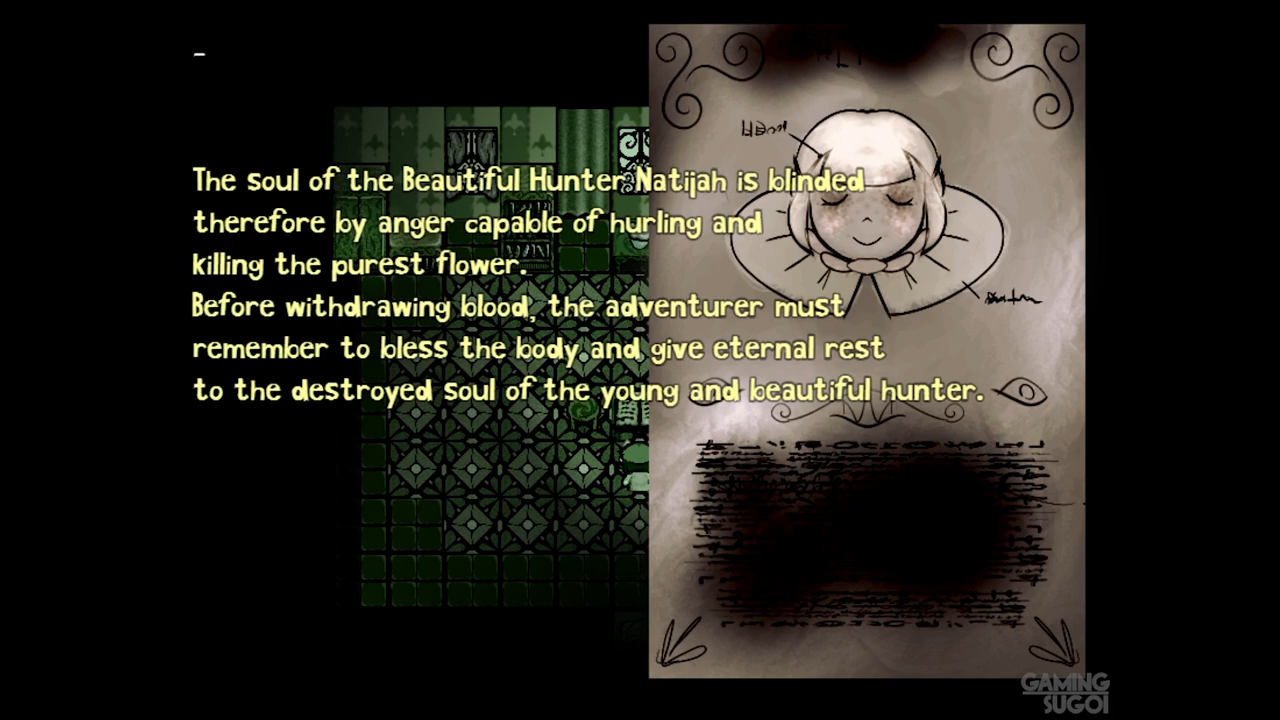 The soul of the Beautiful Hunter Natijah is blinded
therefore by anger capable of hurling and
killing the purest flower.
Before withdrawing blood, the adventurer must
remember to bless the body and give eternal rest
to the destroyed soul of the young and beautiful hunter.
GAMING
SUGOI